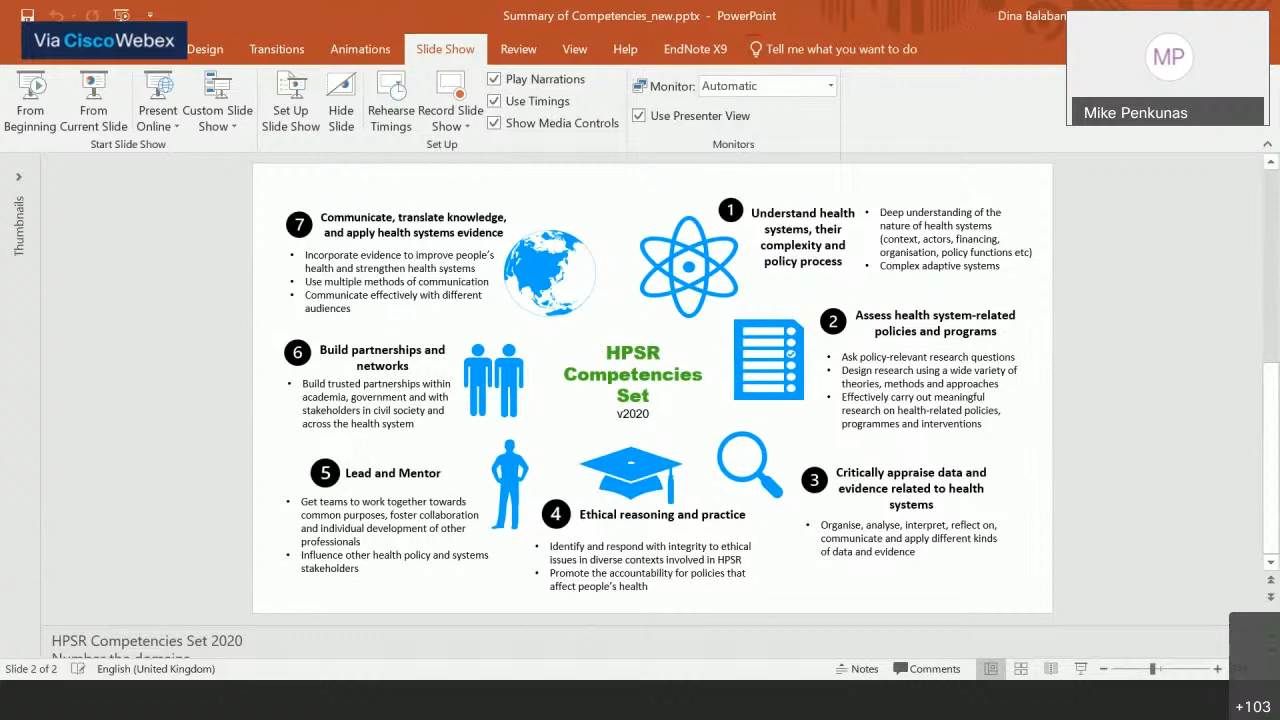 Summary of Competencies_new.pptx - PowerPoint
Dina Balaban
Via CiscoWebex
Design
Transitions
Animations
Slide Show
Review
View
Help
EndNote X9
Tell me what you want to do
MP
Mike Penkunas
From
Beginning
From
Current Slide
Present
Online
Custom Slide
Show
Set Up
Slide Show
Hide
Slide
Rehearse
Timings
Record Slide
Show
Play Narrations
Use Timings
Show Media Controls
Monitor:
Automatic
Use Presenter View
Start Slide Show
Set Up
Monitors
Thumbnails
7
Communicate, translate knowledge,
and apply health systems evidence
• Incorporate evidence to improve people's
health and strengthen health systems
• Use multiple methods of communication
• Communicate effectively with different
audiences
1
Understand health
systems, their
complexity and
policy process
• Deep understanding of the
nature of health systems
(context, actors, financing,
organisation, policy functions etc)
• Complex adaptive systems
2
Assess health system-related
policies and programs
• Ask policy-relevant research questions
• Design research using a wide variety of
theories, methods and approaches
• Effectively carry out meaningful
research on health-related policies,
programmes and interventions
6
Build partnerships and
networks
• Build trusted partnerships within
academia, government and with
stakeholders in civil society and
across the health system
HPSR
Competencies
Set
v2020
5
Lead and Mentor
• Get teams to work together towards
common purposes, foster collaboration
and individual development of other
professionals
• Influence other health policy and systems
stakeholders
4
Ethical reasoning and practice
• Identify and respond with integrity to ethical
issues in diverse contexts involved in HPSR
• Promote the accountability for policies that
affect people's health
3
Critically appraise data and
evidence related to health
systems
• Organise, analyse, interpret, reflect on,
communicate and apply different kinds
of data and evidence
HPSR Competencies Set 2020
Number the domains
Slide 2 of 2
English (United Kingdom)
Notes
Comments
+103